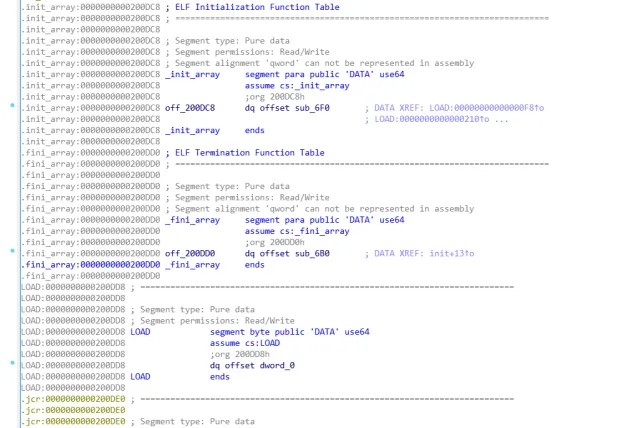 .init_array:0000000000200DC8 ; ELF Initialization Function Table
.init_array:0000000000200DC8 ; ===========================================================================
.init_array:0000000000200DC8
.init_array:0000000000200DC8 ; Segment type: Pure data
.init_array:0000000000200DC8 ; Segment permissions: Read/Write
.init_array:0000000000200DC8 ; Segment alignment 'qword' can not be represented in assembly
.init_array:0000000000200DC8 _init_array segment para public 'DATA' use64
.init_array:0000000000200DC8 assume cs:_init_array
.init_array:0000000000200DC8 ;org 200DC8h
.init_array:0000000000200DC8 off_200DC8 dq offset sub_6F0 ; DATA XREF: LOAD:00000000000000F8↑o
.init_array:0000000000200DC8 ; LOAD:0000000000000210↑o ...
.init_array:0000000000200DC8 _init_array ends
.init_array:0000000000200DC8
.fini_array:0000000000200DD0 ; ELF Termination Function Table
.fini_array:0000000000200DD0 ; ---------------------------------------------------------------------------
.fini_array:0000000000200DD0
.fini_array:0000000000200DD0 ; Segment type: Pure data
.fini_array:0000000000200DD0 ; Segment permissions: Read/Write
.fini_array:0000000000200DD0 ; Segment alignment 'qword' can not be represented in assembly
.fini_array:0000000000200DD0 _fini_array segment para public 'DATA' use64
.fini_array:0000000000200DD0 assume cs:_fini_array
.fini_array:0000000000200DD0 ;org 200DD0h
.fini_array:0000000000200DD0 off_200DD0 dq offset sub_6B0 ; DATA XREF: init+13↑o
.fini_array:0000000000200DD0 _fini_array ends
.fini_array:0000000000200DD0
LOAD:0000000000200DD8 ; ---------------------------------------------------------------------------
LOAD:0000000000200DD8
LOAD:0000000000200DD8 ; Segment type: Pure data
LOAD:0000000000200DD8 ; Segment permissions: Read/Write
LOAD:0000000000200DD8 LOAD segment byte public 'DATA' use64
LOAD:0000000000200DD8 assume cs:LOAD
LOAD:0000000000200DD8 ;org 200DD8h
LOAD:0000000000200DD8 dq offset dword_0
LOAD:0000000000200DD8 LOAD ends
LOAD:0000000000200DD8
.jcr:0000000000200DE0 ; ---------------------------------------------------------------------------
.jcr:0000000000200DE0
.jcr:0000000000200DE0 ; Segment type: Pure data